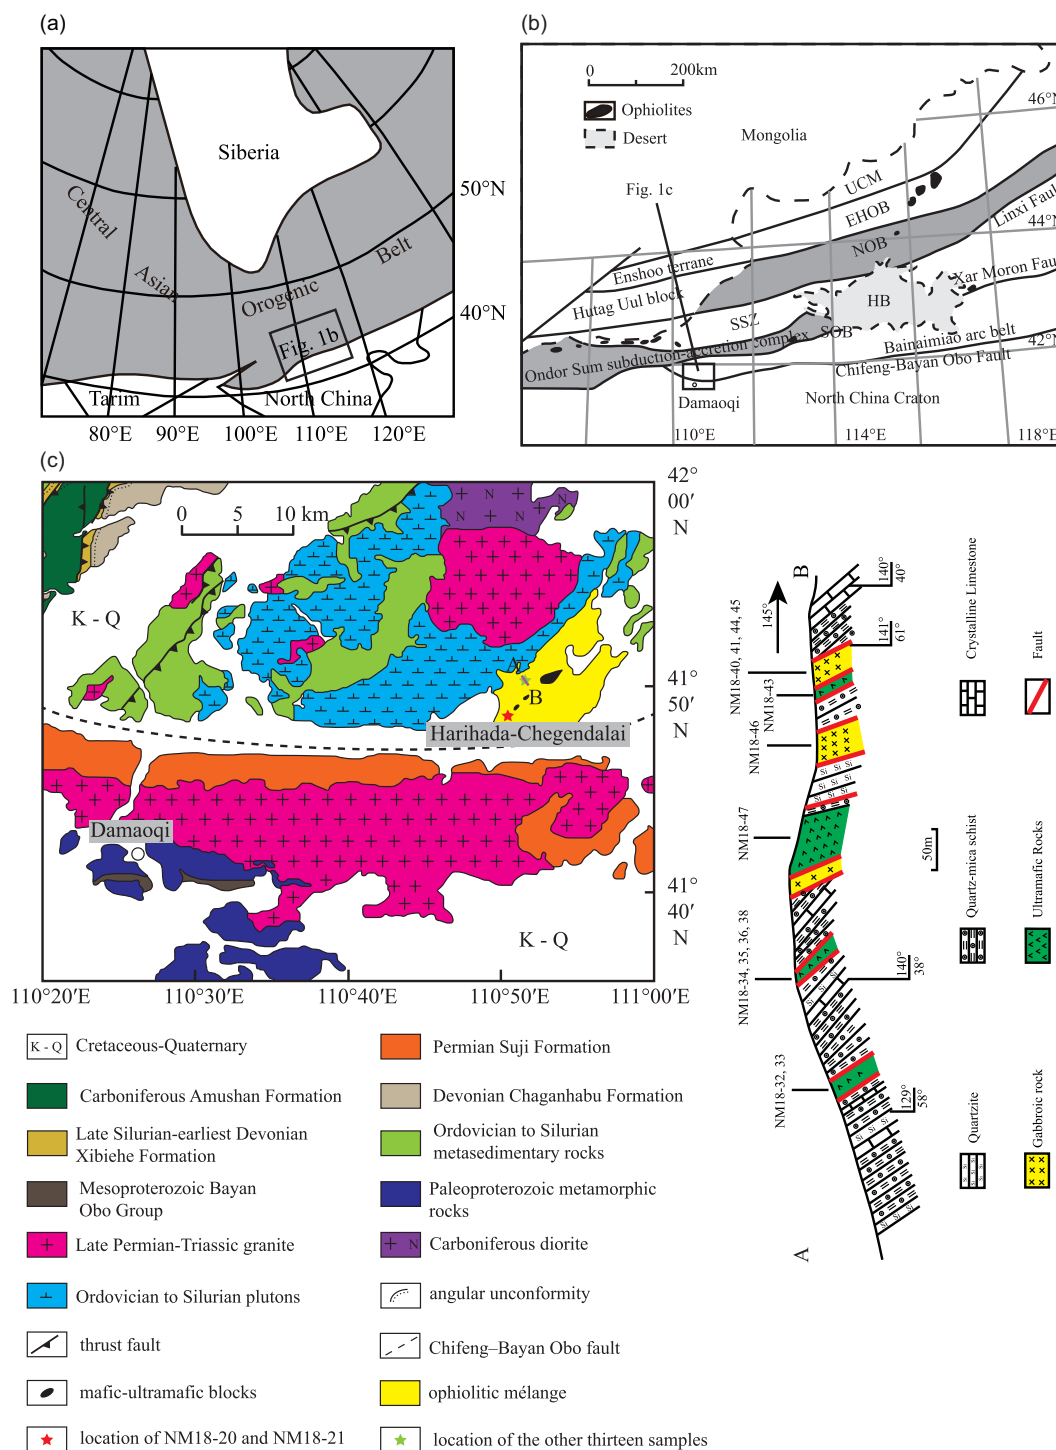 (a)
Siberia
Central
Asian
Orogenic
Belt
Fig. 1b
Tarim
North China
50°N
40°N
80°E
90°E
100°E
110°E
120°E
(b)
0
200km
Ophiolites
Desert
Mongolia
Fig. 1c
UCM
EHOB
NOB
Enshoo terrane
Hutag Uul block
SSZ
SOB
HB
Linxi Fault
Xar Moron Fau
Ondor Sum subduction-accretion complex
Bainaimiao arc belt
Chifeng-Bayan Obo Fault
Damaoqi
North China Craton
46°N
44°N
42°N
110°E
114°E
118°E
(c)
0
5
10 km
K - Q
N
N
N
N
A
B
Harihada-Chegendalai
Damaoqi
K - Q
42°
00′
N
41°
50′
N
41°
40′
N
110°20′E
110°30′E
110°40′E
110°50′E
111°00′E
B
145°
140°
40°
141°
61°
NM18-40, 41, 44, 45
NM18-43
NM18-46
NM18-47
50m
NM18-34, 35, 36, 38
140°
38°
NM18-32, 33
129°
58°
A
Si
Si
Si
Si
Si
Si
Crystalline Limestone
Fault
Quartz-mica schist
Ultramafic Rocks
Quartzite
Gabbroic rock
K - Q
Cretaceous-Quaternary
Permian Suji Formation
Carboniferous Amushan Formation
Devonian Chaganhabu Formation
Late Silurian-earliest Devonian
Xibiehe Formation
Ordovician to Silurian
metasedimentary rocks
Mesoproterozoic Bayan
Obo Group
Paleoproterozoic metamorphic
rocks
Late Permian-Triassic granite
N
Carboniferous diorite
Ordovician to Silurian plutons
angular unconformity
thrust fault
Chifeng–Bayan Obo fault
mafic-ultramafic blocks
ophiolitic mélange
location of NM18-20 and NM18-21
location of the other thirteen samples